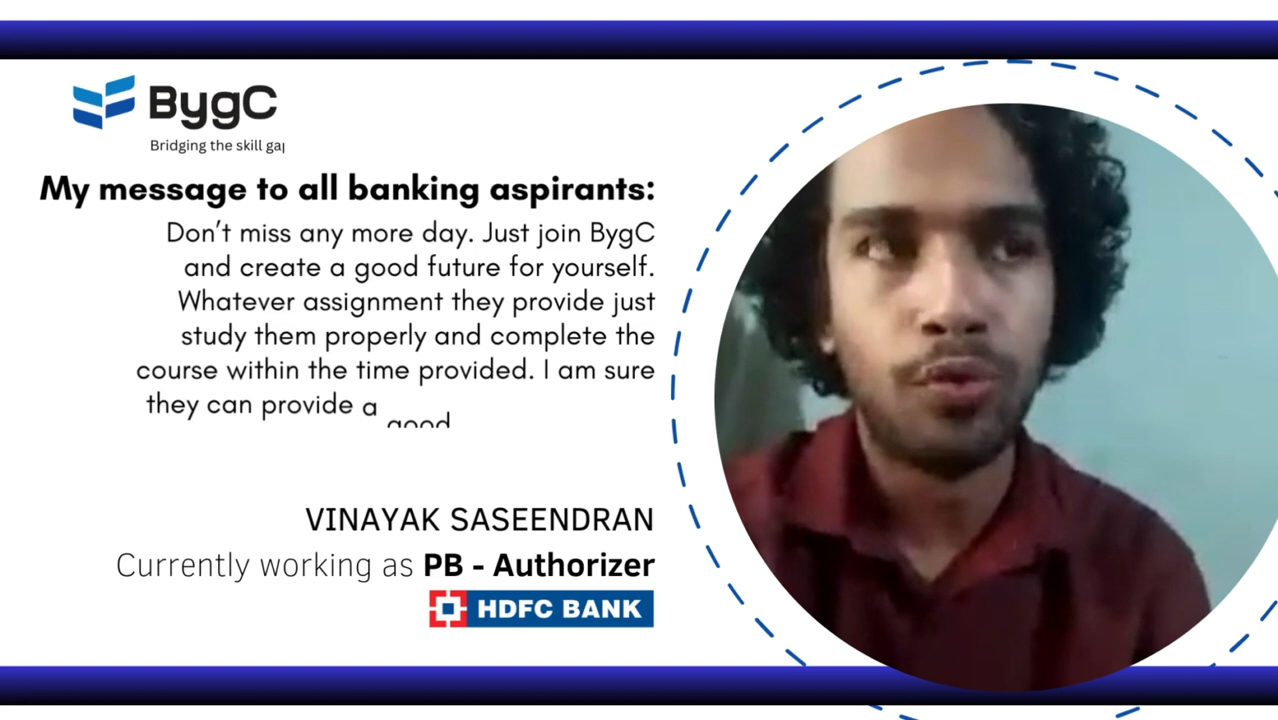 BygC
Bridging the skill ga
My message to all banking aspirants:
Don't miss any more day. Just join BygC
and create a good future for yourself.
Whatever assignment they provide just
study them properly and complete the
course within the time provided. I am sure
they can provide a good
VINAYAK SASEENDRAN
Currently working as PB - Authorizer
HDFC BANK